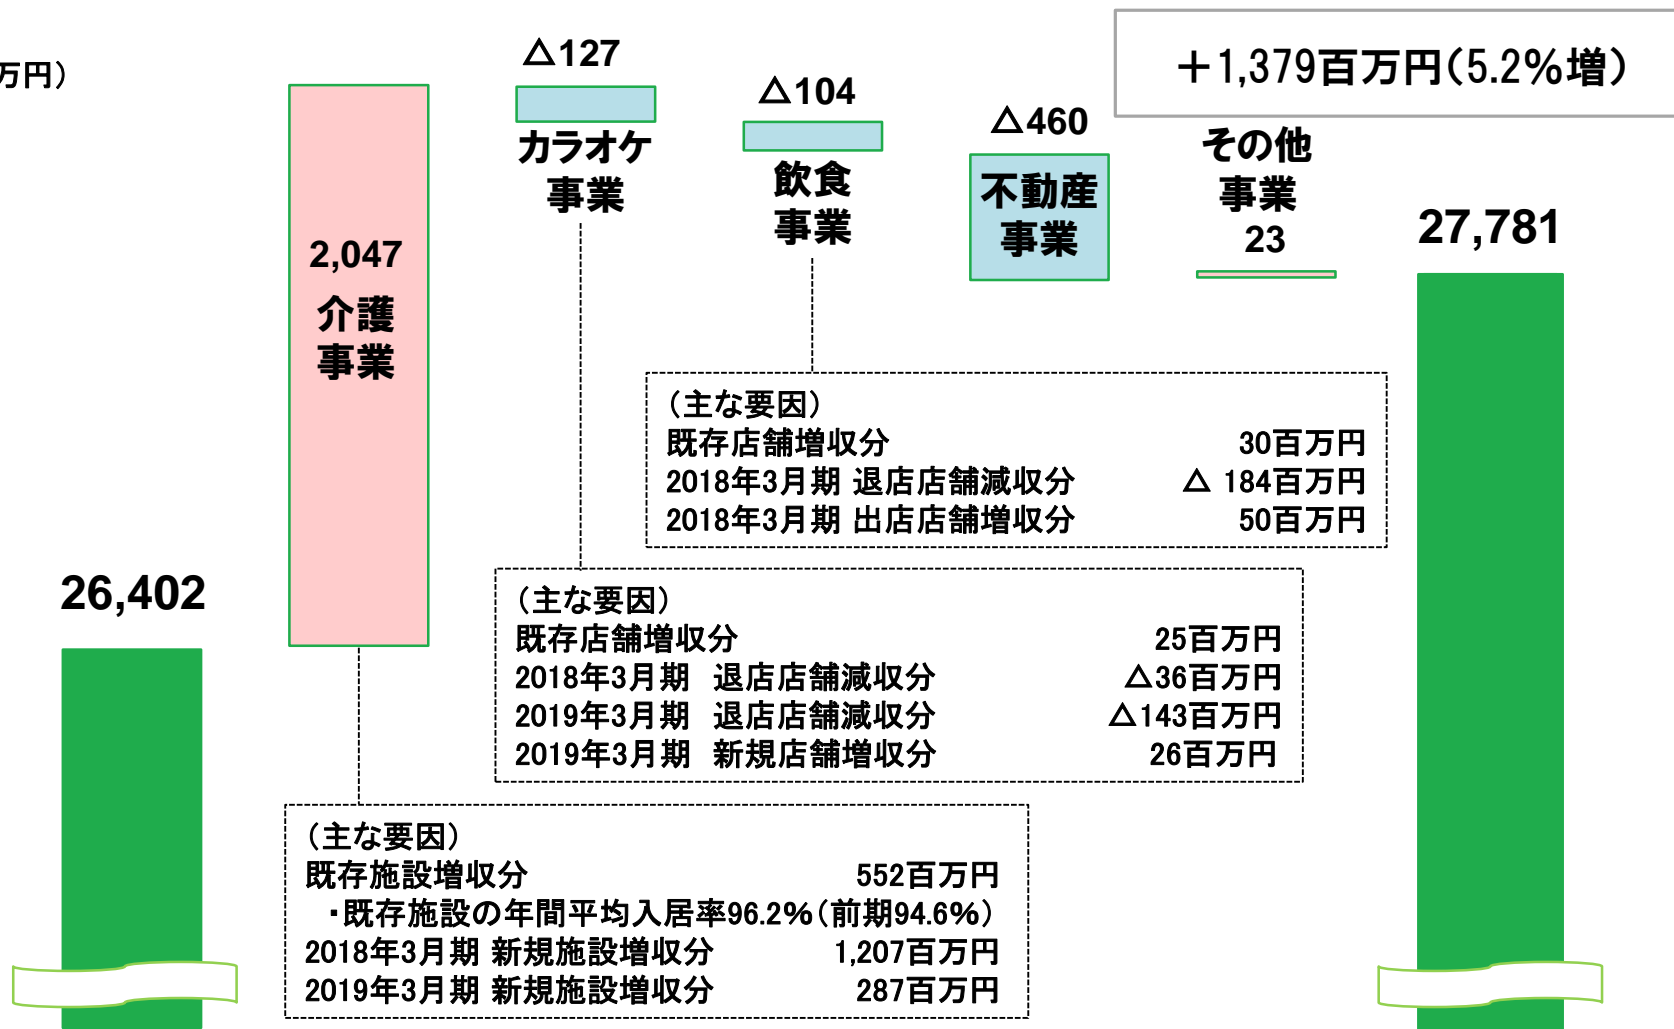 万円）
＋1,379百万円（5.2％増）
26,402
2,047
介護
事業
△127
カラオケ
事業
△104
飲食
事業
△460
不動産
事業
その他
事業
23
27,781
（主な要因）
既存店舗増収分 30百万円
2018年3月期 退店店舗減収分 △ 184百万円
2018年3月期 出店店舗増収分 50百万円
（主な要因）
既存店舗増収分 25百万円
2018年3月期　退店店舗減収分 △36百万円
2019年3月期　退店店舗減収分 △143百万円
2019年3月期　新規店舗増収分 26百万円
（主な要因）
既存施設増収分 552百万円
・既存施設の年間平均入居率96.2％（前期94.6％）
2018年3月期 新規施設増収分 1,207百万円
2019年3月期 新規施設増収分 287百万円